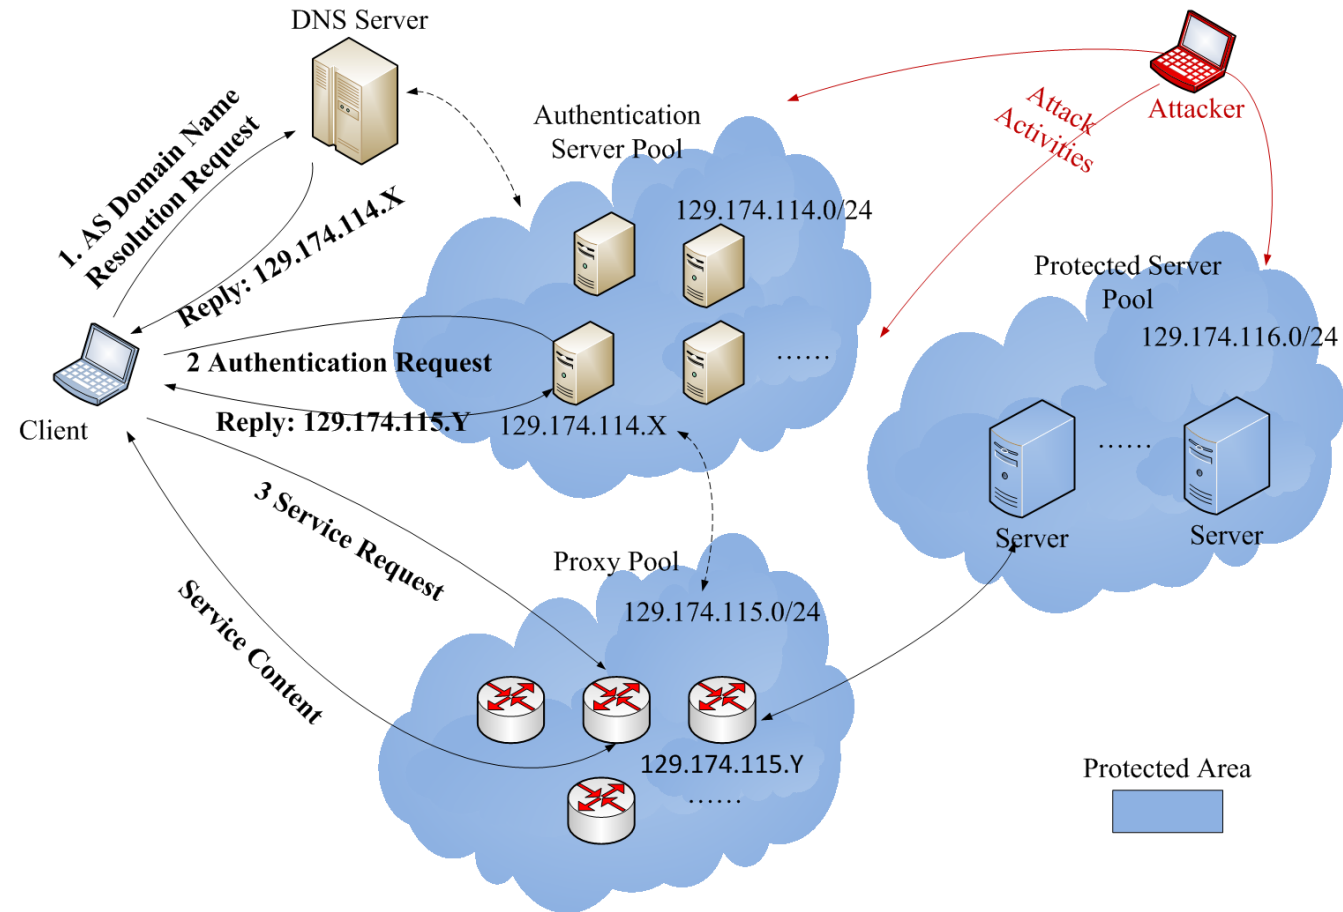 DNS Server
1. AS Domain Name
Resolution Request
Reply: 129.174.114.X
Authentication
Server Pool
129.174.114.0/24
Attack
Activities
Attacker
Protected Server
Pool
129.174.116.0/24
2 Authentication Request
......
Reply: 129.174.115.Y
129.174.114.X
Client
......
Server
Server
3 Service Request
Proxy Pool
129.174.115.0/24
Service Content
129.174.115.Y
......
Protected Area